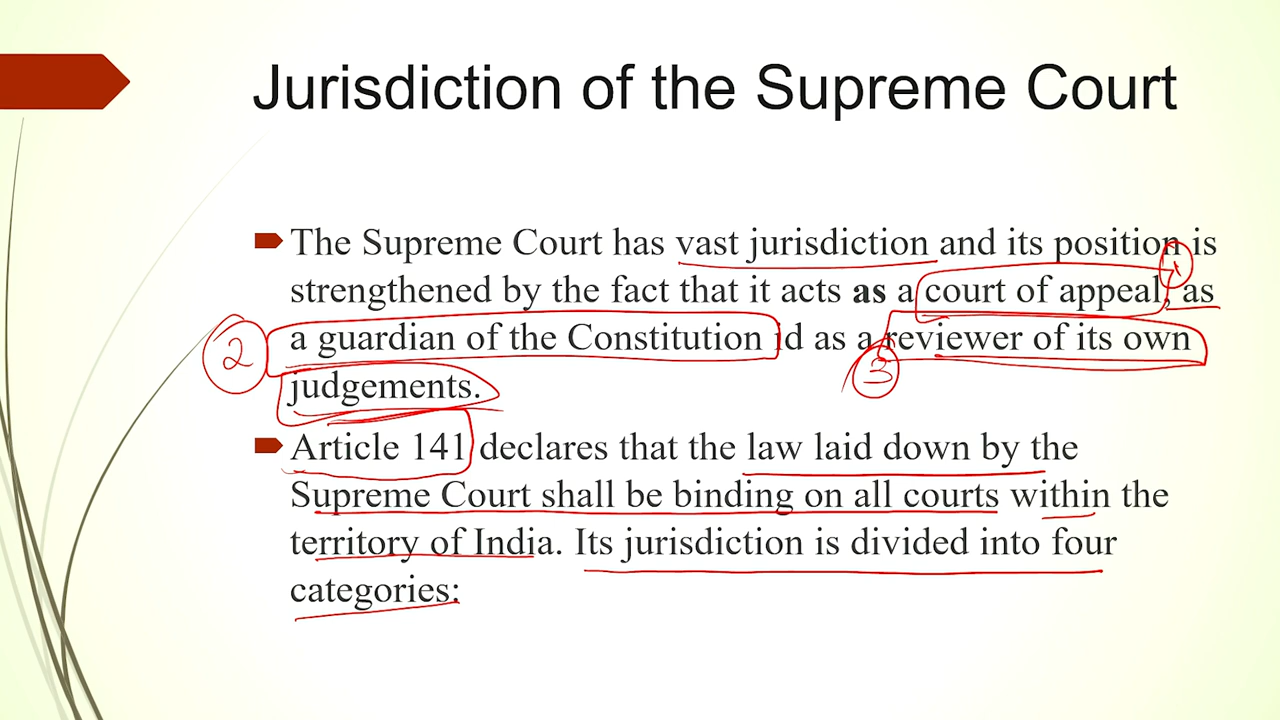 Jurisdiction of the Supreme Court
The Supreme Court has vast jurisdiction and its position is
1
strengthened by the fact that it acts as a court of appeal, as
2 a guardian of the Constitution id as a reviewer of its own
3
judgements.
Article 141 declares that the law laid down by the
Supreme Court shall be binding on all courts within the
territory of India. Its jurisdiction is divided into four
categories: